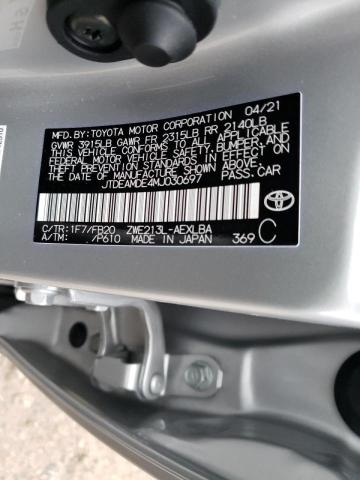 MFD.BY:TOYOTA MOTOR CORPORATION 04/21
GVWR 3915LB GAWR FR 2315LB RR 2140LB
THIS VEHICLE CONFORMS TO ALL APPLICABLE
FEDERAL MOTOR VEHICLE SAFETY, BUMPER, AND
THEFT PREVENTION STANDARDS IN EFFECT ON
THE DATE OF MANUFACTURE SHOWN ABOVE.
JTDEAMDE4MJ030697 PASS.CAR
C/TR:1F7/FB20 ZWE213L-AEXLBA
A/TM: /P610 MADE IN JAPAN 369 C
TOYOTA